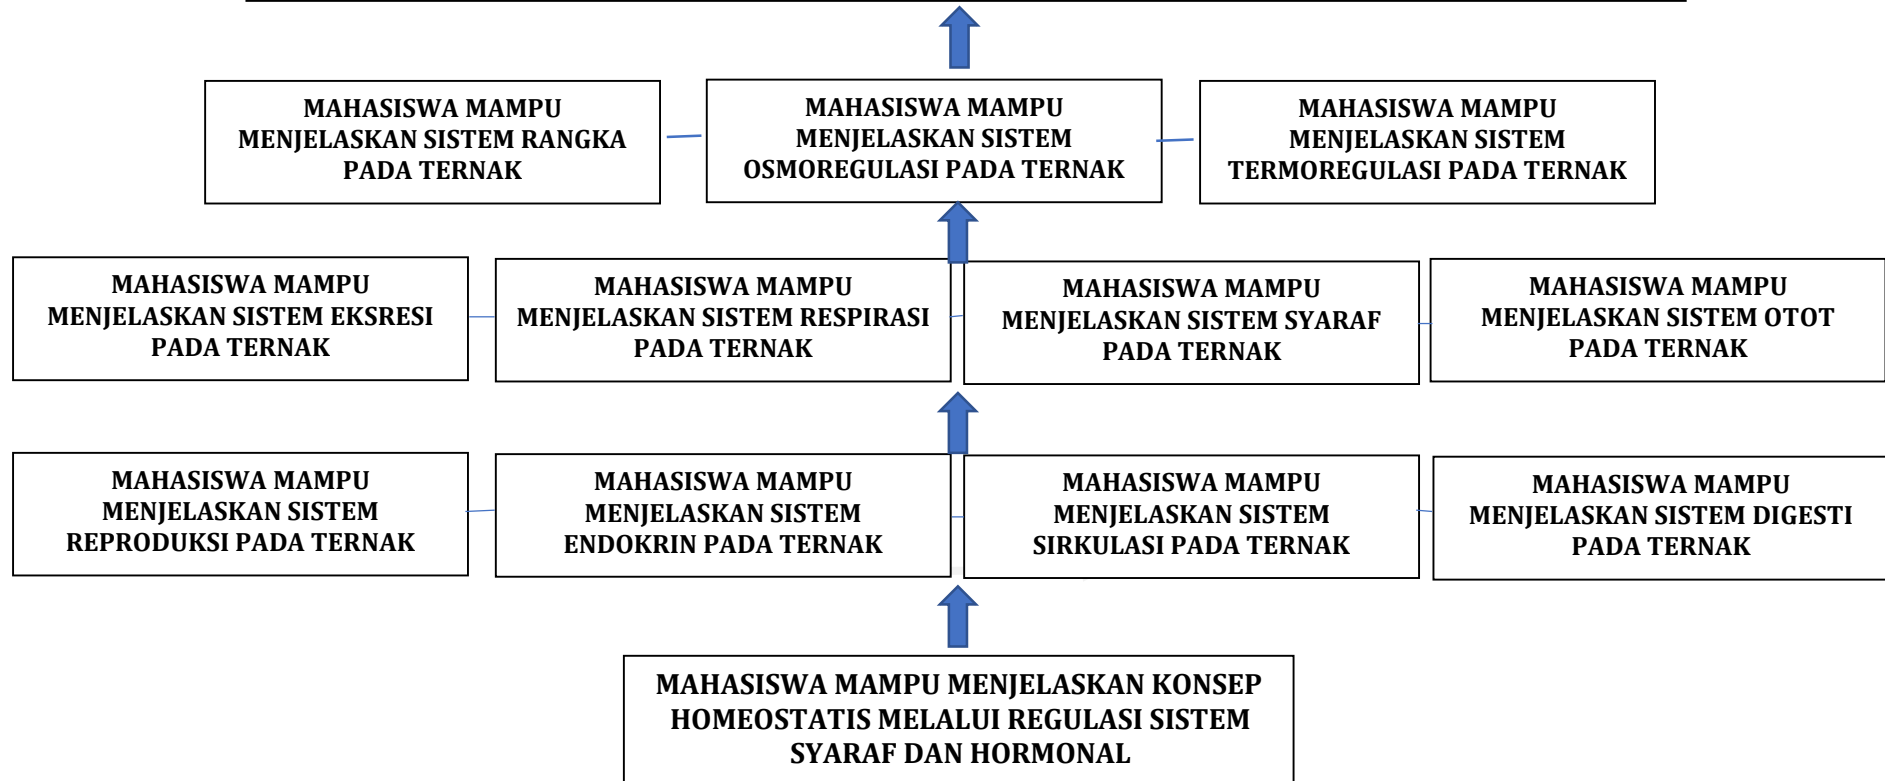 MAHASISWA MAMPU
MENJELASKAN SISTEM RANGKA
PADA TERNAK
MAHASISWA MAMPU
MENJELASKAN SISTEM
OSMOREGULASI PADA TERNAK
MAHASISWA MAMPU
MENJELASKAN SISTEM
TERMOREGULASI PADA TERNAK
MAHASISWA MAMPU
MENJELASKAN SISTEM EKSRESI
PADA TERNAK
MAHASISWA MAMPU
MENJELASKAN SISTEM RESPIRASI
PADA TERNAK
MAHASISWA MAMPU
MENJELASKAN SISTEM SYARAF
PADA TERNAK
MAHASISWA MAMPU
MENJELASKAN SISTEM OTOT
PADA TERNAK
MAHASISWA MAMPU
MENJELASKAN SISTEM
REPRODUKSI PADA TERNAK
MAHASISWA MAMPU
MENJELASKAN SISTEM
ENDOKRIN PADA TERNAK
MAHASISWA MAMPU
MENJELASKAN SISTEM
SIRKULASI PADA TERNAK
MAHASISWA MAMPU
MENJELASKAN SISTEM DIGESTI
PADA TERNAK
MAHASISWA MAMPU MENJELASKAN KONSEP
HOMEOSTATIS MELALUI REGULASI SISTEM
SYARAF DAN HORMONAL